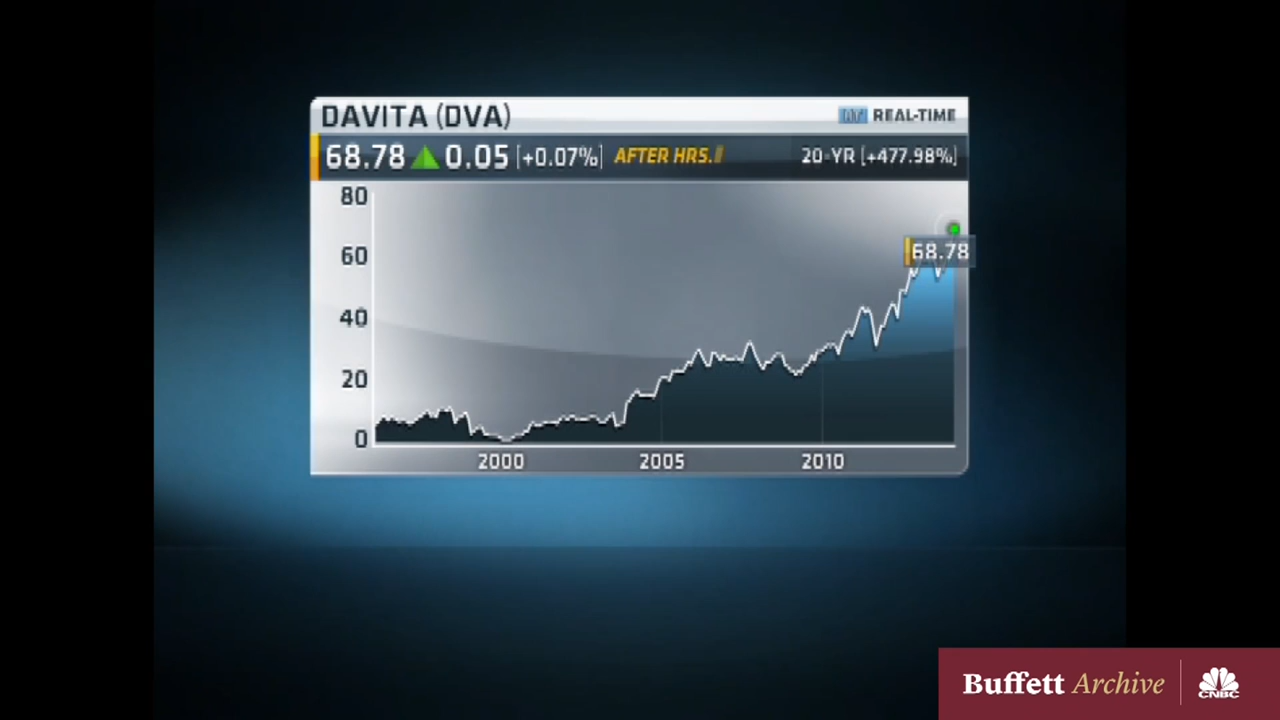 DAVITA (DVA)
RT REAL-TIME
68.78 0.05 [+0.07%] AFTER HRS. 20-YR [+477.98%]
80
60
40
20
0
68.78
2000 2005 2010
Buffett Archive
CNBC